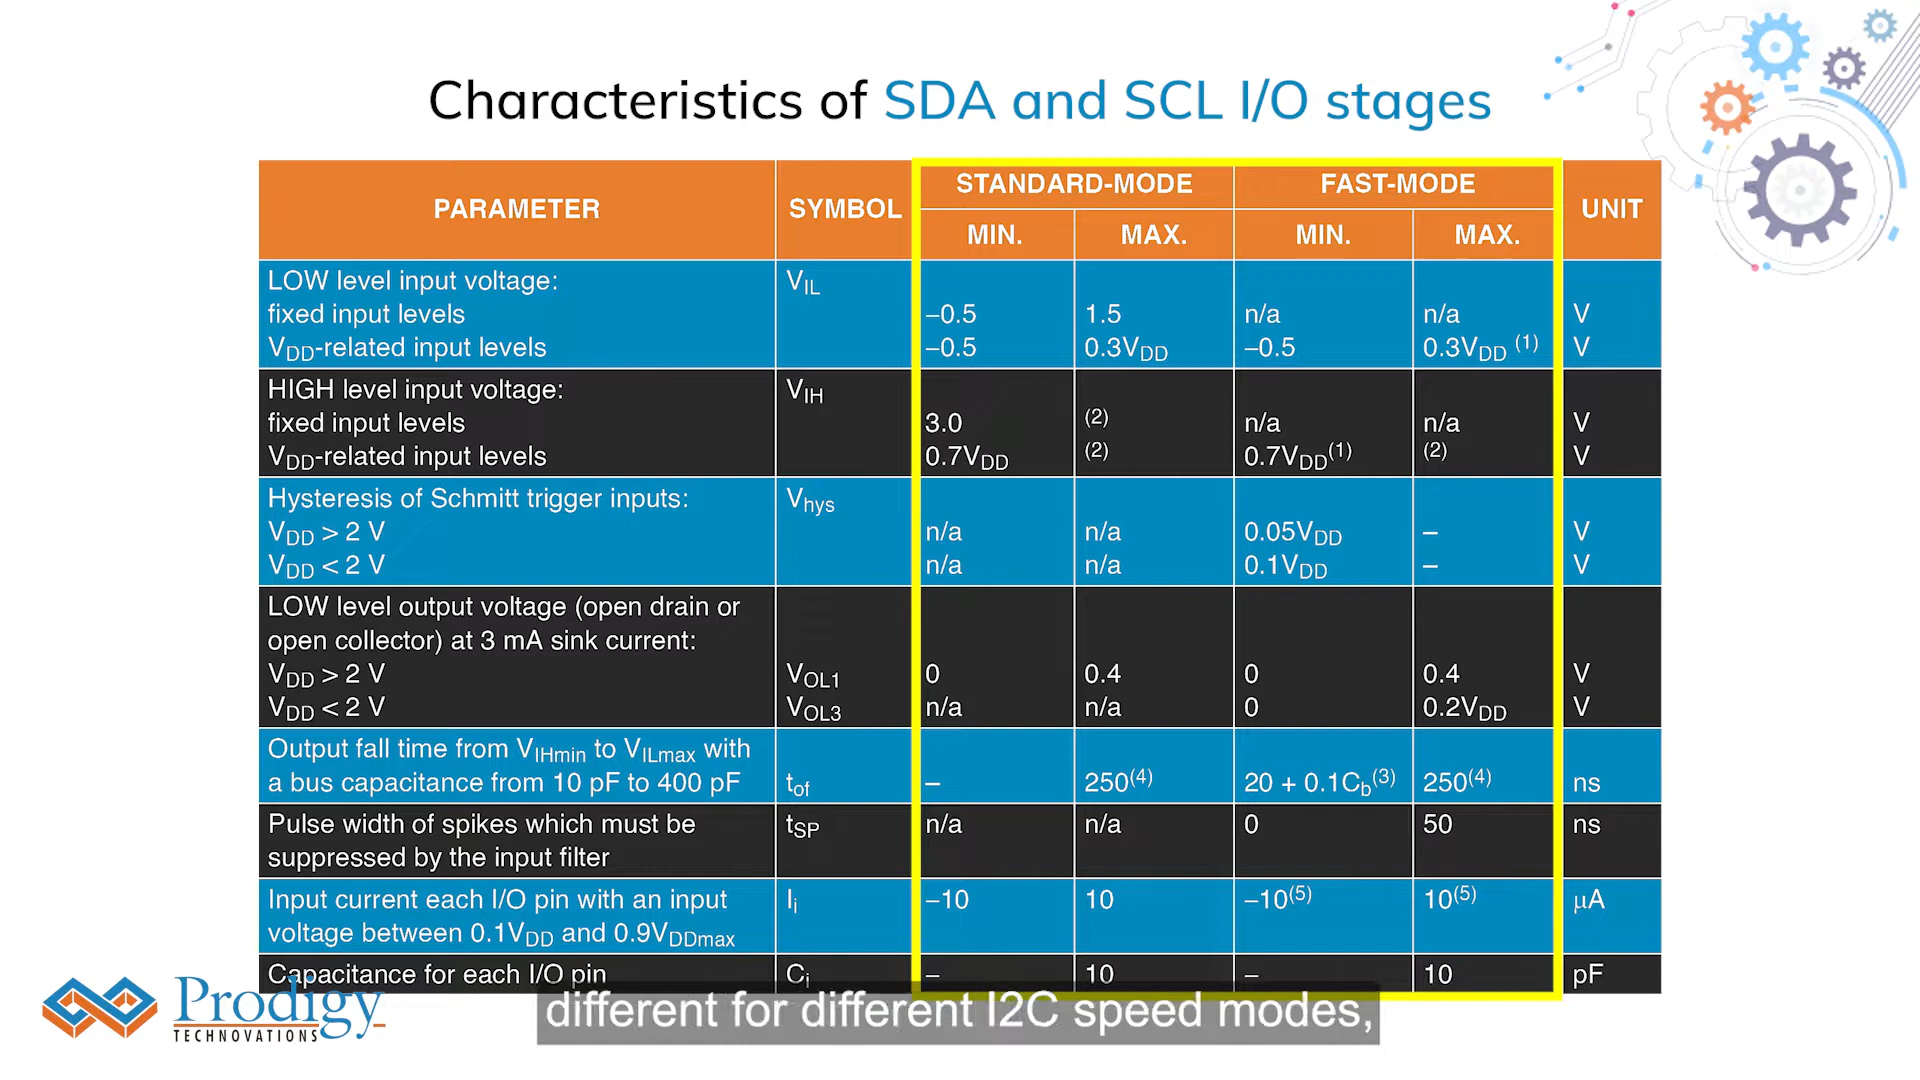 Characteristics of SDA and SCL I/O stages
PARAMETER SYMBOL STANDARD-MODE FAST-MODE UNIT
MIN. MAX. MIN. MAX.
LOW level input voltage: VIL
fixed input levels –0.5 1.5 n/a n/a V
VDD-related input levels –0.5 0.3VDD –0.5 0.3VDD (1) V
HIGH level input voltage: VIH
fixed input levels 3.0 (2) n/a n/a V
VDD-related input levels 0.7VDD (2) 0.7VDD(1) (2) V
Hysteresis of Schmitt trigger inputs: Vhys
VDD > 2 V n/a n/a 0.05VDD – V
VDD < 2 V n/a n/a 0.1VDD – V
LOW level output voltage (open drain or
open collector) at 3 mA sink current:
VDD > 2 V VOL1 0 0.4 0 0.4 V
VDD < 2 V VOL3 n/a n/a 0 0.2VDD V
Output fall time from VIHmin to VILmax with
a bus capacitance from 10 pF to 400 pF tof – 250(4) 20 + 0.1Cb(3) 250(4) ns
Pulse width of spikes which must be tSP n/a n/a 0 50 ns
suppressed by the input filter
Input current each I/O pin with an input Ii –10 10 –10(5) 10(5) µA
voltage between 0.1VDD and 0.9VDDmax
Capacitance for each I/O pin Ci – 10 – 10 pF
different for different I2C speed modes,
Prodigy
TECHNOVATIONS